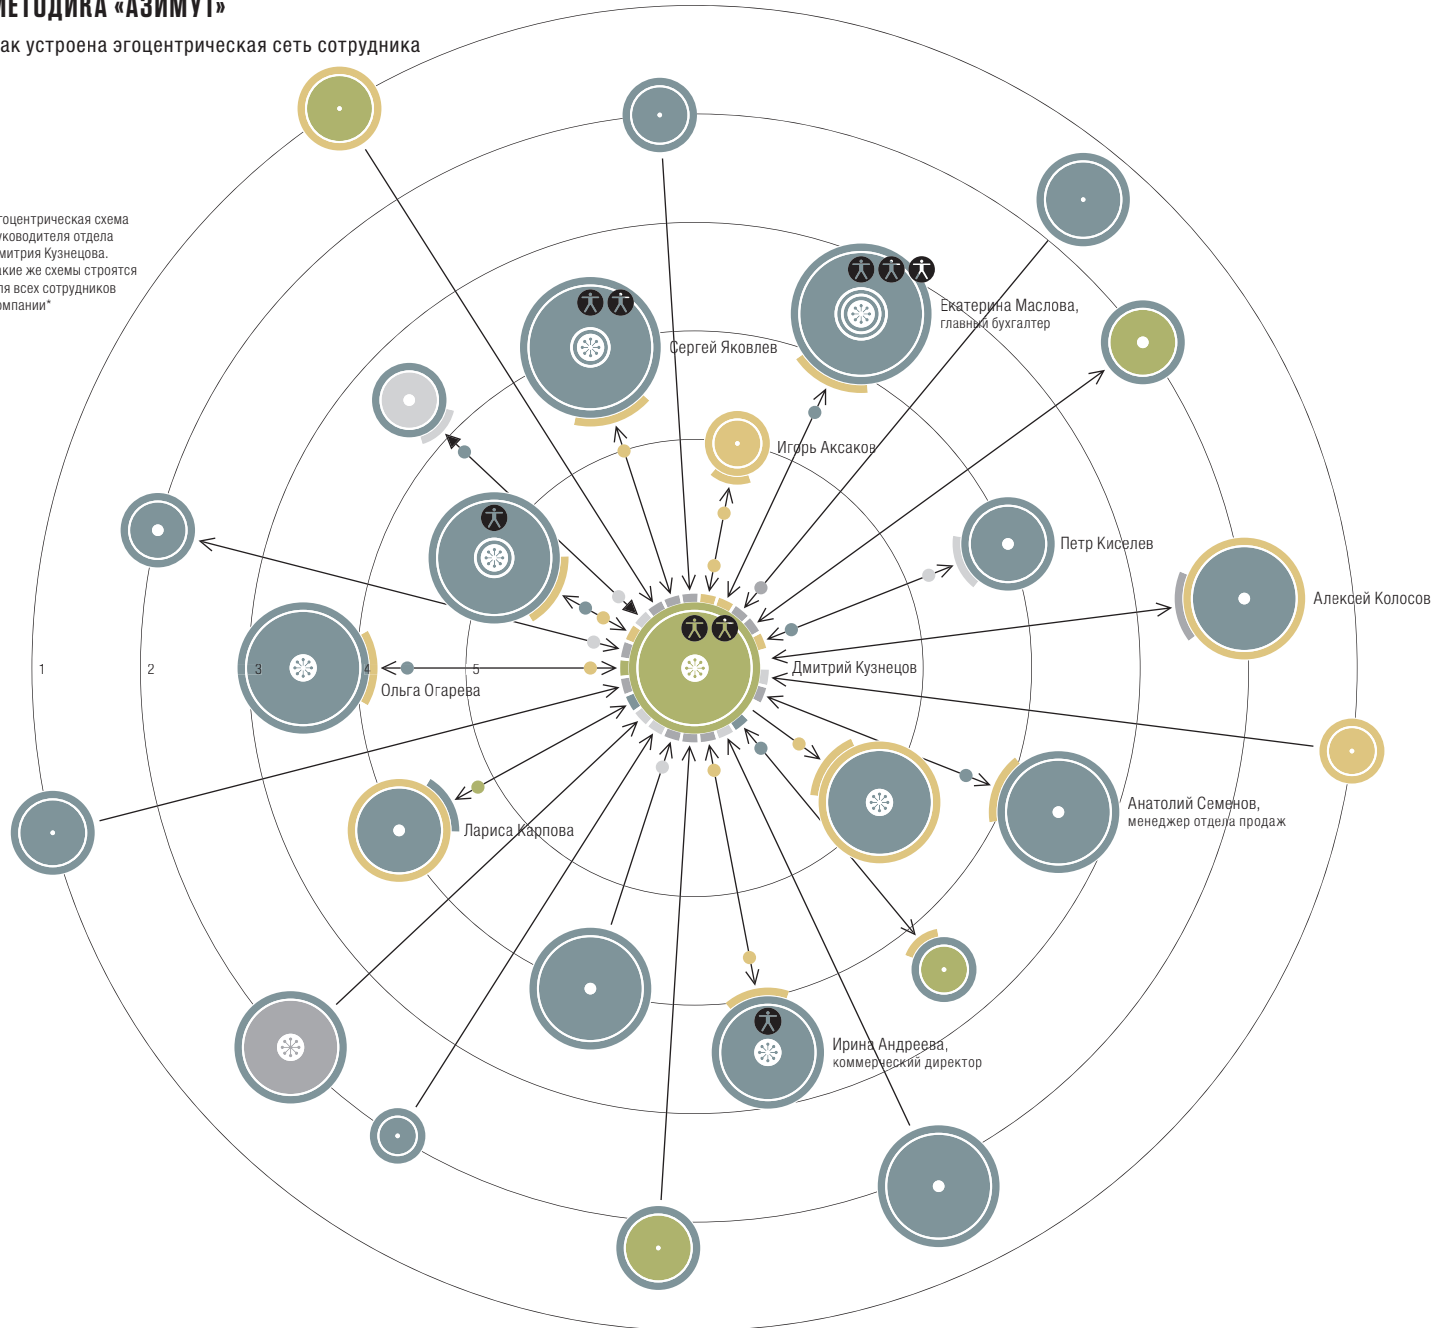 МЕТОДИКА «АЗИМУТ»
ак устроена эгоцентрическая сеть сотрудника
гоцентрическая схема
уководителя отдела
митрия Кузнецова.
акие же схемы строятся
ля всех сотрудников
омпании*
Екатерина Маслова,
главный бухгалтер
Сергей Яковлев
Игорь Аксаков
Петр Киселев
Алексей Колосов
1
2
3
4
5
Дмитрий Кузнецов
Ольга Огарева
Анатолий Семенов,
менеджер отдела продаж
Лариса Карпова
Ирина Андреева,
коммерческий директор